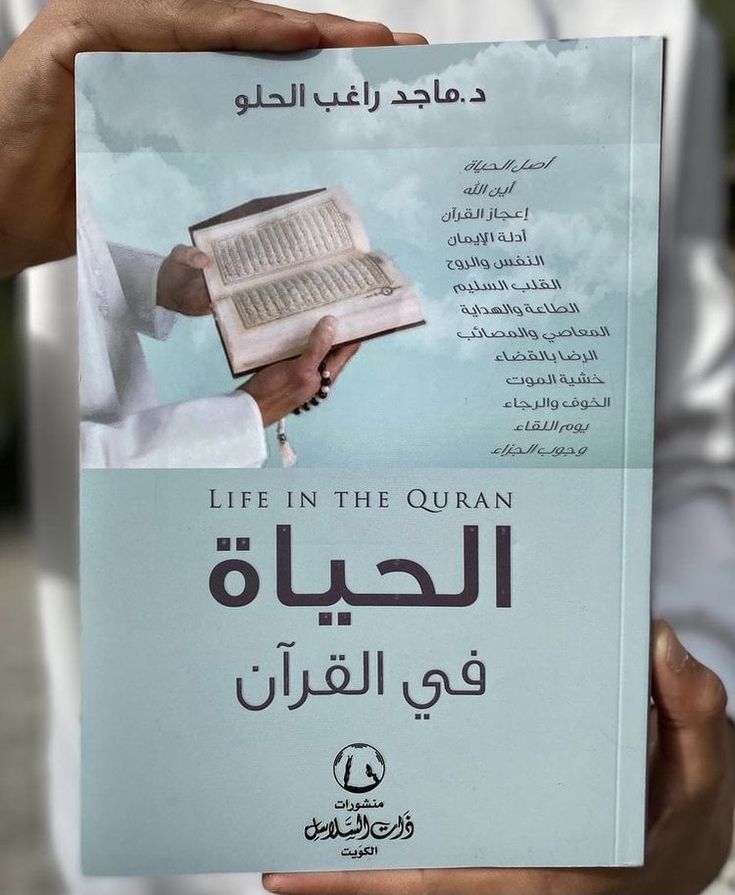 د.ماجد راغب الحلو
أصل الحياة
أين الله
إعجاز القرآن
أدلة الإيمان
النفس والروح
القلب السليم
الطاعة والهداية
المعاصي والمصائب
الرضا بالقضاء
خشية الموت
الخوف والرجاء
يوم اللقاء
وجوب الجزاء
LIFE IN THE QURAN
الحياة
في القرآن
منشورات
ذات السلاسل
الكويت